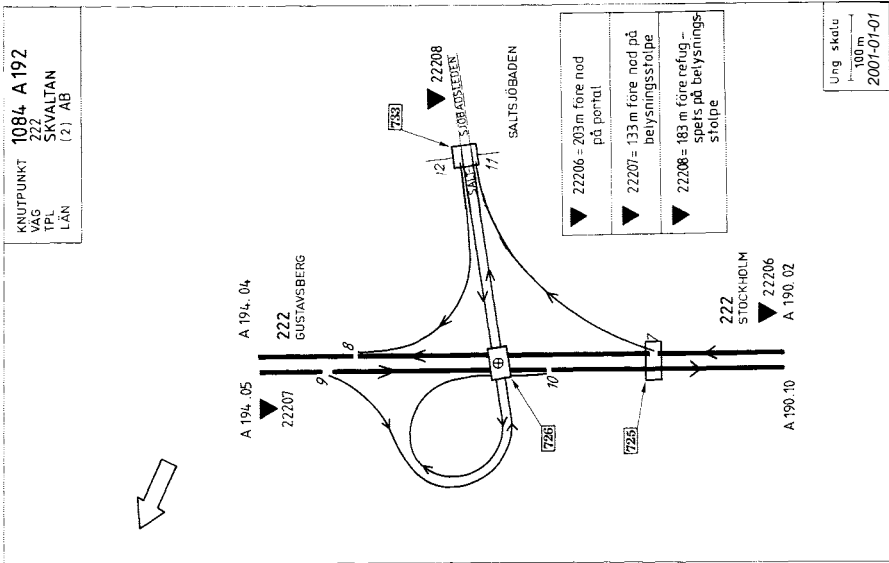 KNUTPUNKT 1084 A192
VÄG 222
TPL SKVALTAN
LÄN (2) AB
22208
SJÖBADSLEDEN
SALT
733
12
11
SALTSJÖBADEN
22206 = 203 m före nod
på portal
22207 = 133 m före nod på
belysningsstolpe
22208 = 183 m före refug-
spets på belysnings-
stolpe
Ung skala
100 m
2001-01-01
A 194.04
222
GUSTAVSBERG
A 194.05
22207
8
9
10
726
725
7
222
STOCKHOLM
22206
A 190.02
A 190.10